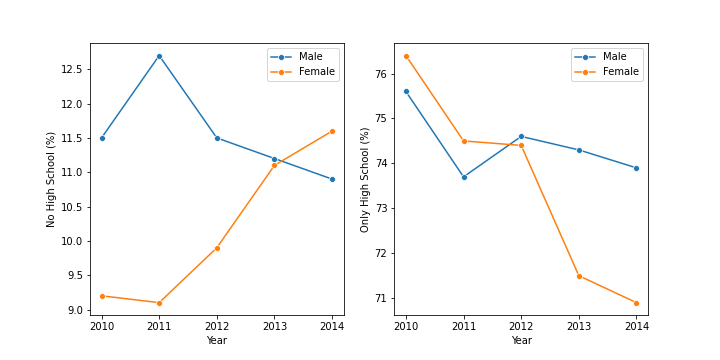 No High School (%)
12.5
12.0
11.5
11.0
10.5
10.0
9.5
9.0
2010 2011 2012 2013 2014
Year
Male
Female
Only High School (%)
76
75
74
73
72
71
2010 2011 2012 2013 2014
Year
Male
Female